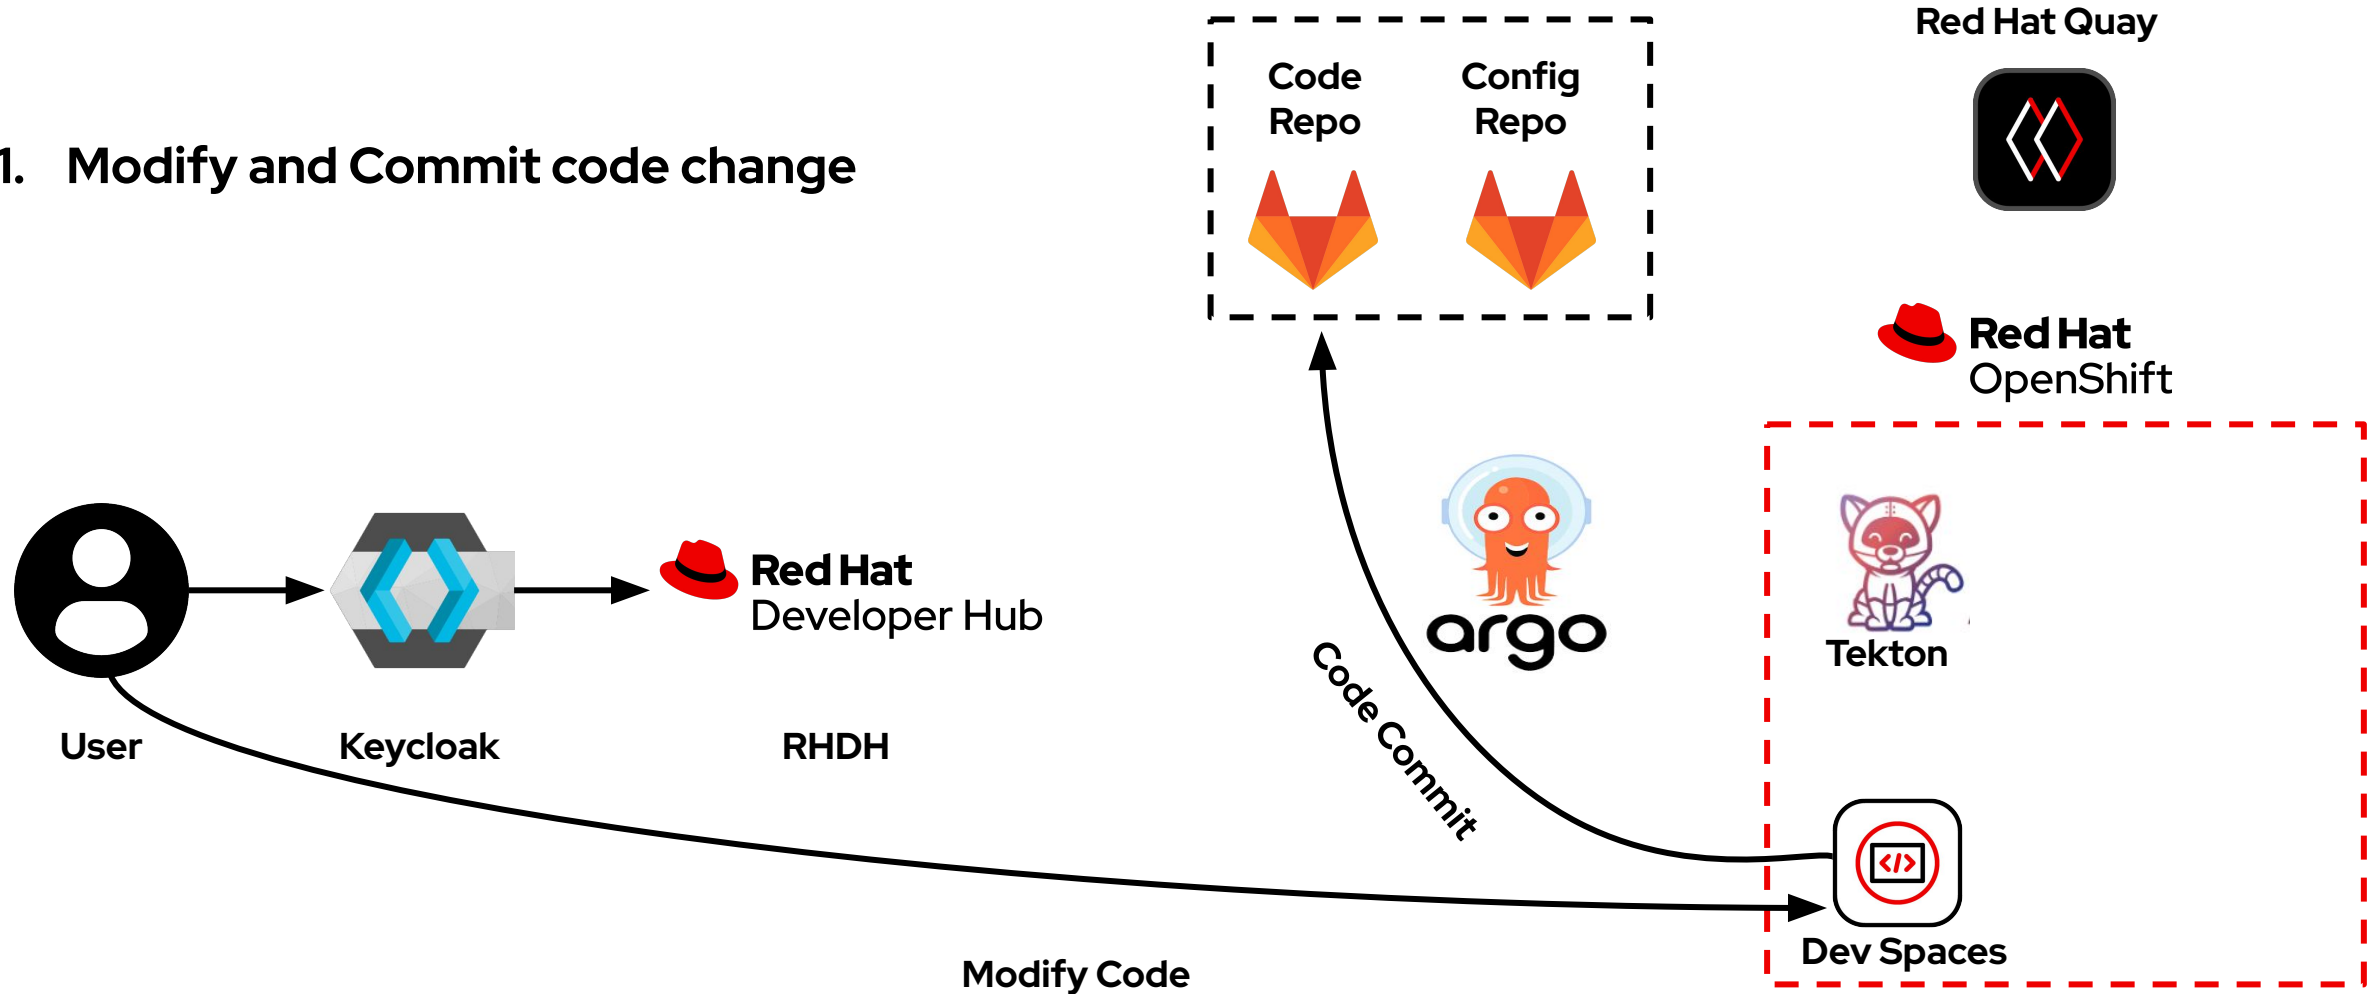 Red Hat Quay
Code
Repo
Config
Repo
1. Modify and Commit code change
Red Hat
OpenShift
Red Hat
Developer Hub
argo
Tekton
Code Commit
User
Keycloak
RHDH
Dev Spaces
Modify Code